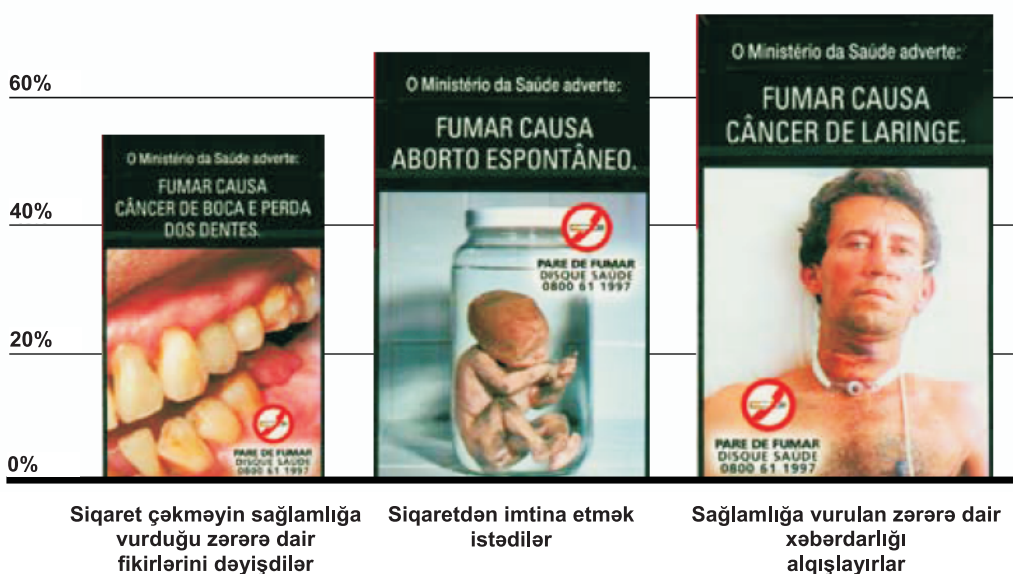 60%
40%
20%
0%
O Ministério da Saúde adverte:
FUMAR CAUSA
CÂNCER DE BOCA E PERDA
DOS DENTES.
PARE DE FUMAR
DISQUE SAÚDE
0800 61 1997
O Ministério da Saúde adverte:
FUMAR CAUSA
ABORTO ESPONTÂNEO.
PARE DE FUMAR
DISQUE SAÚDE
0800 61 1997
O Ministério da Saúde adverte:
FUMAR CAUSA
CÂNCER DE LARINGE.
PARE DE FUMAR
DISQUE SAÚDE
0800 61 1997
Siqaret çəkməyin sağlamlığa
vurduğu zərərə dair
fikirlərini dəyişdilər
Siqaretdən imtina etmək
istədilər
Sağlamlığa vurulan zərərə dair
xəbərdarlığı
alqışlayırlar